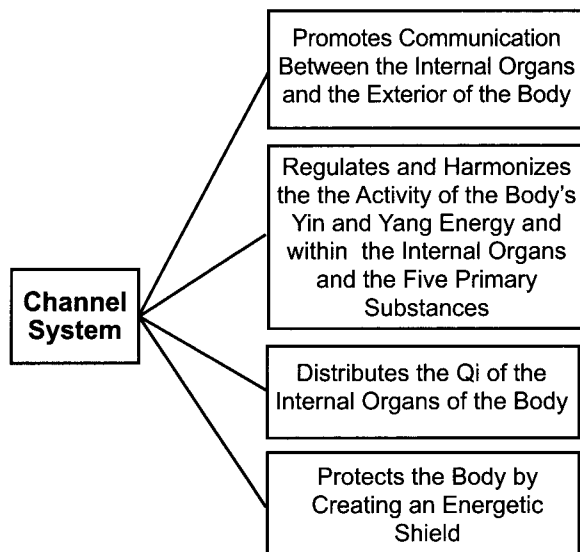 Promotes Communication
Between the Internal Organs
and the Exterior of the Body
Regulates and Harmonizes
the the Activity of the Body's
Yin and Yang Energy and
within the Internal Organs
and the Five Primary
Substances
Channel
System
Distributes the Qi of the
Internal Organs of the Body
Protects the Body by
Creating an Energetic
Shield